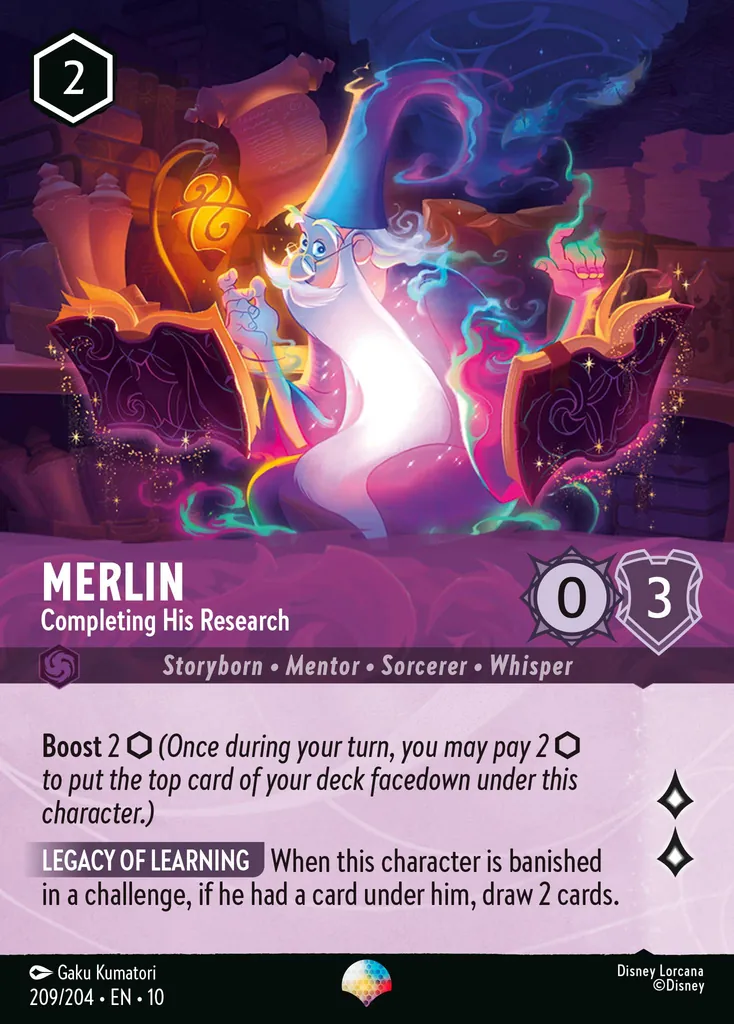 2
MERLIN
Completing His Research
0
3
Storyborn • Mentor • Sorcerer • Whisper
Boost 2 ⬡ (Once during your turn, you may pay 2 ⬡
to put the top card of your deck facedown under this
character.)
LEGACY OF LEARNING When this character is banished
in a challenge, if he had a card under him, draw 2 cards.
Gaku Kumatori
209/204 • EN • 10
Disney Lorcana
©Disney